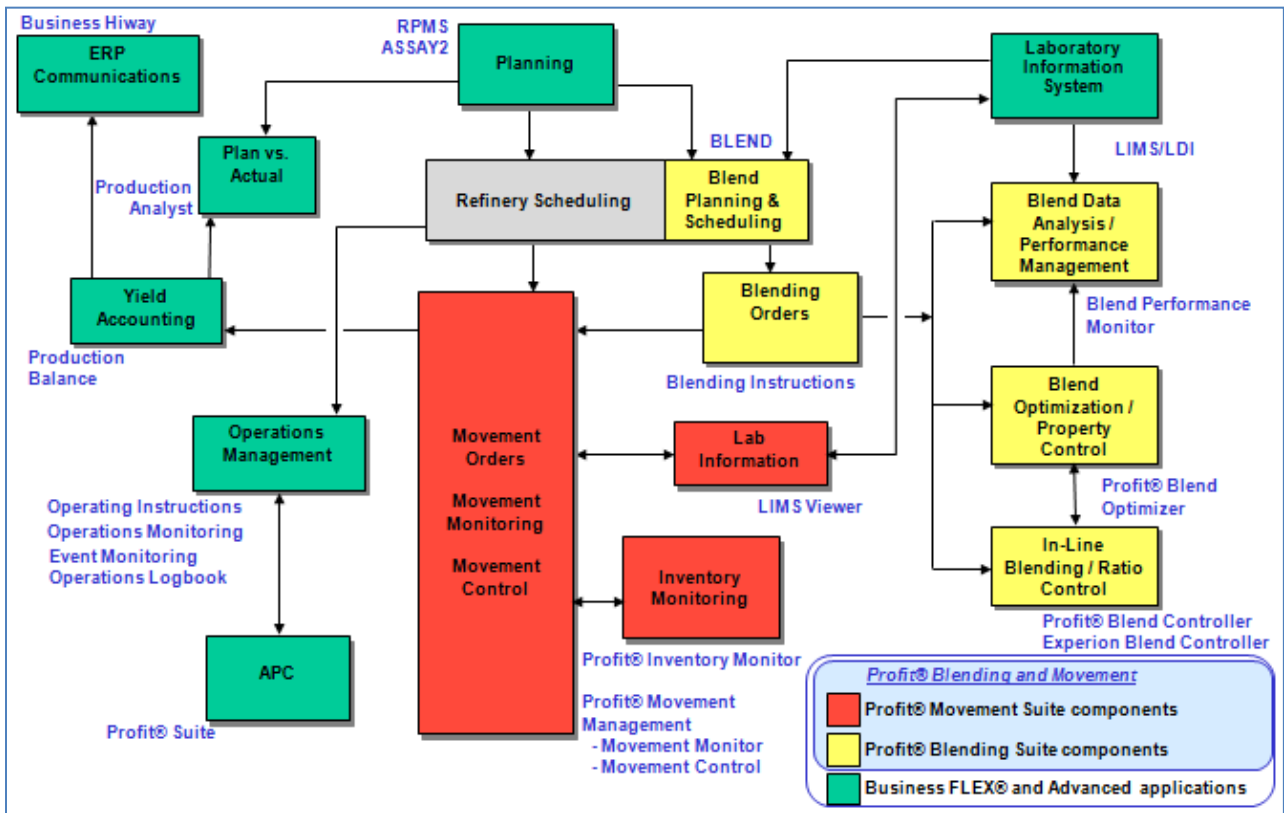 Business Hiway
ERP
Communications
RPMS
ASSAY2
Planning
Laboratory
Information
System
Plan vs.
Actual
Production
Analyst
BLEND
LIMS/LDI
Refinery Scheduling
Blend
Planning &
Scheduling
Blend Data
Analysis /
Performance
Management
Yield
Accounting
Production
Balance
Blending
Orders
Blending Instructions
Blend Performance
Monitor
Operations
Management
Operating Instructions
Operations Monitoring
Event Monitoring
Operations Logbook
Movement
Orders
Movement
Monitoring
Movement
Control
Lab
Information
LIMS Viewer
Blend
Optimization /
Property
Control
Profit® Blend
Optimizer
Inventory
Monitoring
Profit® Inventory Monitor
In-Line
Blending / Ratio
Control
Profit® Blend Controller
Experion Blend Controller
APC
Profit® Suite
Profit® Movement
Management
- Movement Monitor
- Movement Control
Profit® Blending and Movement
Profit® Movement Suite components
Profit® Blending Suite components
Business FLEX® and Advanced applications